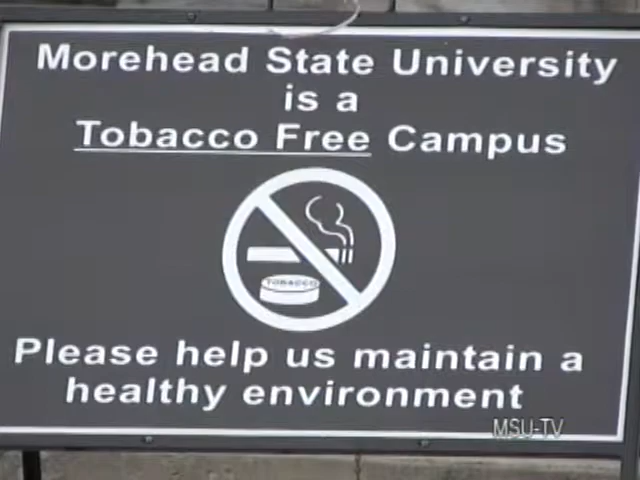 Morehead State University
is a
Tobacco Free Campus
TOBACCO
Please help us maintain a
healthy environment
MSU-TV